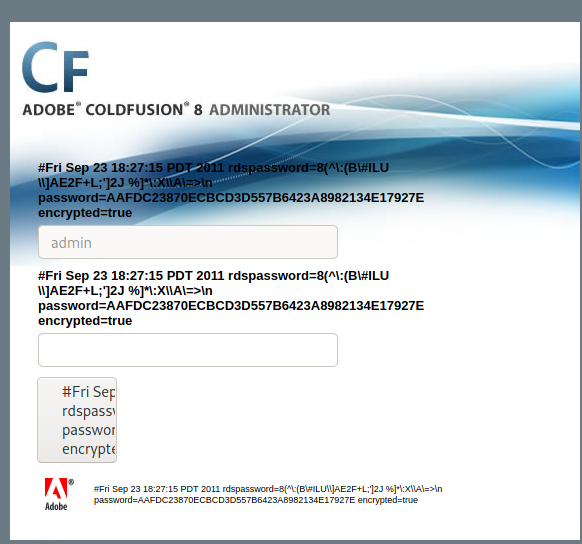 CF
ADOBE® COLDFUSION® 8 ADMINISTRATOR
#Fri Sep 23 18:27:15 PDT 2011 rdspassword=8(^\:(B\#ILU
\\]AE2F+L;']2J %]*\:X\\A\=>\n
password=AAFDC23870ECBCD3D557B6423A8982134E17927E
encrypted=true
admin
#Fri Sep 23 18:27:15 PDT 2011 rdspassword=8(^\:(B\#ILU
\\]AE2F+L;']2J %]*\:X\\A\=>\n
password=AAFDC23870ECBCD3D557B6423A8982134E17927E
encrypted=true
#Fri Sep
rdspassw
passwor
encrypte
Adobe®
#Fri Sep 23 18:27:15 PDT 2011 rdspassword=8(^\:(B\#ILU\\]AE2F+L;']2J %]*\:X\\A\=>\n
password=AAFDC23870ECBCD3D557B6423A8982134E17927E encrypted=true